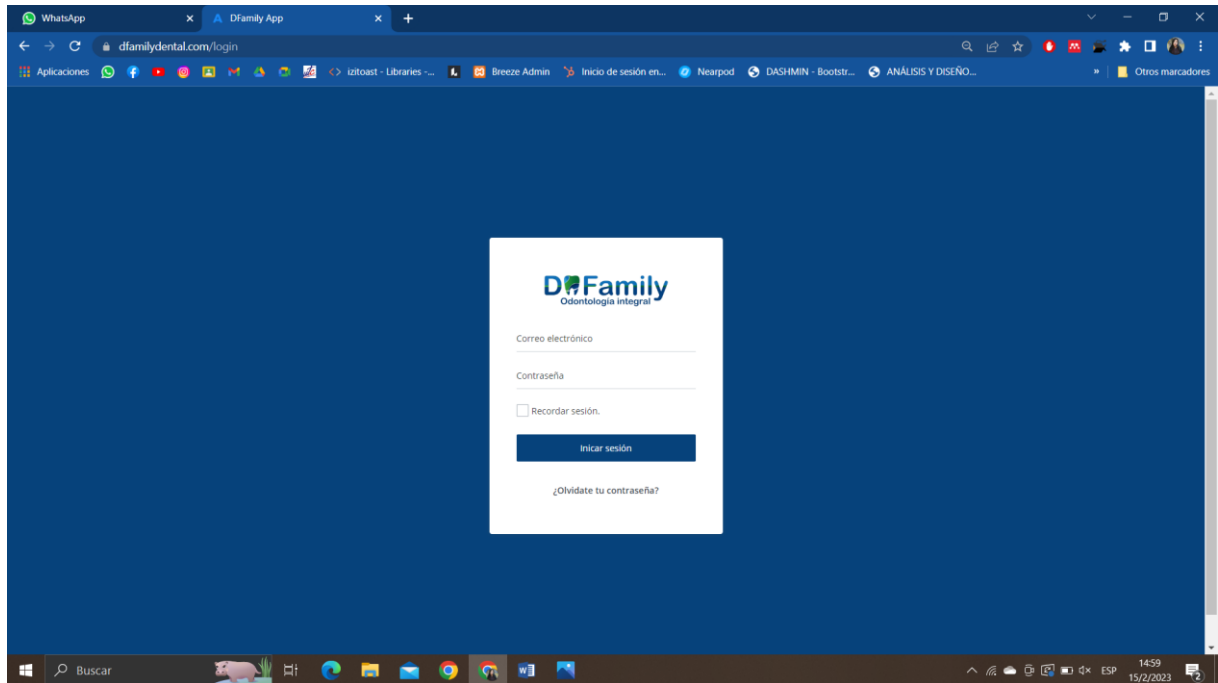 WhatsApp
DFamily App
dfamilydental.com/login
Aplicaciones
izitoast - Libraries -...
Breeze Admin
Inicio de sesión en...
Nearpod
DASHMIN - Bootstr...
ANÁLISIS Y DISEÑO...
»
Otros marcadores
DFamily
Odontología integral
Correo electrónico
Contraseña
Recordar sesión.
Inicar sesión
¿Olvidate tu contraseña?
Buscar
ESP
14:59
15/2/2023
2